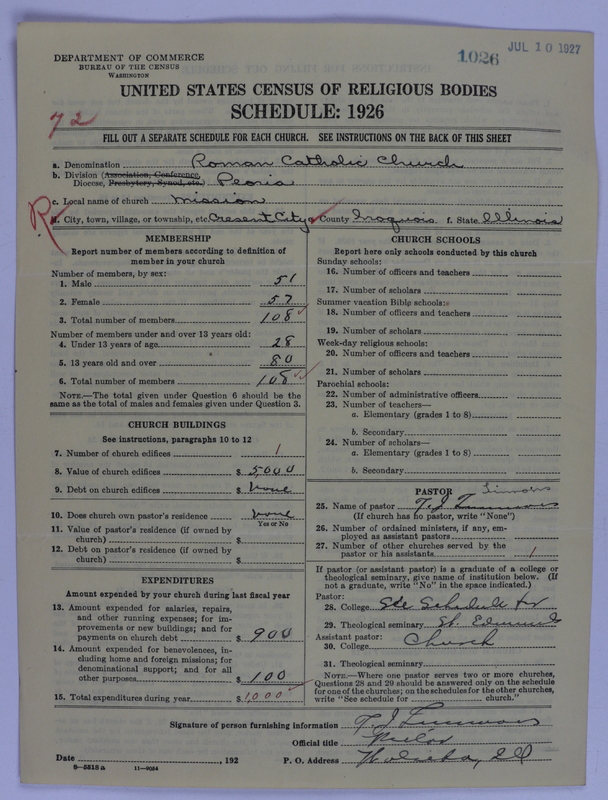 DEPARTMENT OF COMMERCE
BUREAU OF THE CENSUS
WASHINGTON
1026
JUL 10 1927
UNITED STATES CENSUS OF RELIGIOUS BODIES
SCHEDULE: 1926
72
FILL OUT A SEPARATE SCHEDULE FOR EACH CHURCH. SEE INSTRUCTIONS ON THE BACK OF THIS SHEET
a. Denomination Roman Catholic Church
b. Division (Association, Conference,
Diocese, Presbytery, Synod, etc.) Peoria
c. Local name of church mission
R
d. City, town, village, or township, etc. Cresent City e. County Iroquois f. State Illinois
MEMBERSHIP
Report number of members according to definition of
member in your church
Number of members, by sex:
1. Male 51
2. Female 57
3. Total number of members 108
Number of members under and over 13 years old:
4. Under 13 years of age 28
5. 13 years old and over 80
6. Total number of members 108
NOTE.—The total given under Question 6 should be the
same as the total of males and females given under Question 3.
CHURCH BUILDINGS
See instructions, paragraphs 10 to 12
7. Number of church edifices 1
8. Value of church edifices $ 5,000
9. Debt on church edifices $ none
10. Does church own pastor's residence none
Yes or No
11. Value of pastor's residence (if owned by
church) $
12. Debt on pastor's residence (if owned by
church) $
EXPENDITURES
Amount expended by your church during last fiscal year
13. Amount expended for salaries, repairs,
and other running expenses; for im-
provements or new buildings; and for
payments on church debt $ 900
14. Amount expended for benevolences, in-
cluding home and foreign missions; for
denominational support; and for all
other purposes $ 100
15. Total expenditures during year $ 1,000
CHURCH SCHOOLS
Report here only schools conducted by this church
Sunday schools:
16. Number of officers and teachers
17. Number of scholars
Summer vacation Bible schools:
18. Number of officers and teachers
19. Number of scholars
Week-day religious schools:
20. Number of officers and teachers
21. Number of scholars
Parochial schools:
22. Number of administrative officers
23. Number of teachers—
a. Elementary (grades 1 to 8)
b. Secondary
24. Number of scholars—
a. Elementary (grades 1 to 8)
b. Secondary
PASTOR
25. Name of pastor T. J.
(If church has no pastor, write "None")
26. Number of ordained ministers, if any, em-
ployed as assistant pastors
27. Number of other churches served by the
pastor or his assistants 1
If pastor (or assistant pastor) is a graduate of a college or
theological seminary, give name of institution below. (If
not a graduate, write "No" in the space indicated.)
Pastor:
28. College See Schedule for
29. Theological seminary St. Edmunds
Assistant pastor:
30. College Church
31. Theological seminary
NOTE.—Where one pastor serves two or more churches,
Questions 28 and 29 should be answered only on the schedule
for one of the churches; on the schedules for the other churches,
write "See schedule for church."
Signature of person furnishing information T. J.
Official title
Date , 192
P. O. Address Ill
8—5518 a 11—9034